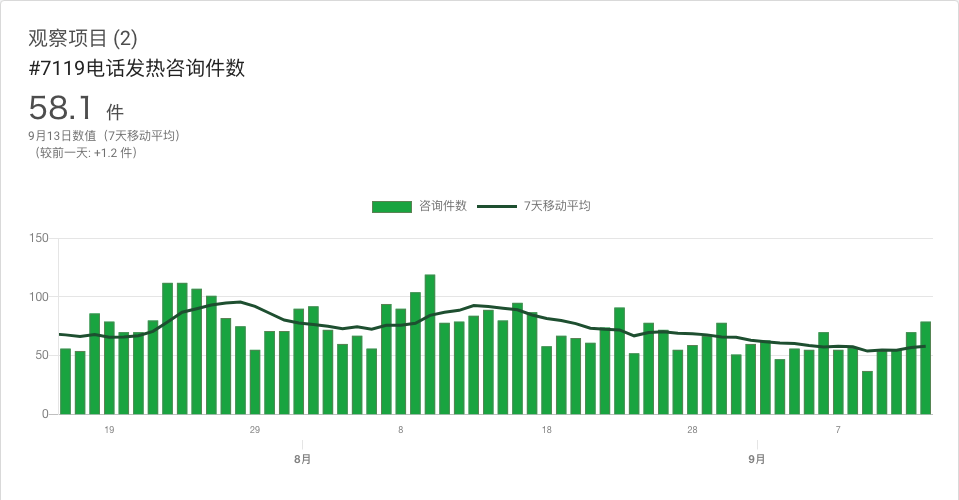 观察项目 (2)
#7119电话发热咨询件数
58.1 件
9月13日数值（7天移动平均）
（较前一天: +1.2 件）
咨询件数 7天移动平均
150
100
50
0
19 29 8 18 28 7
8月 9月